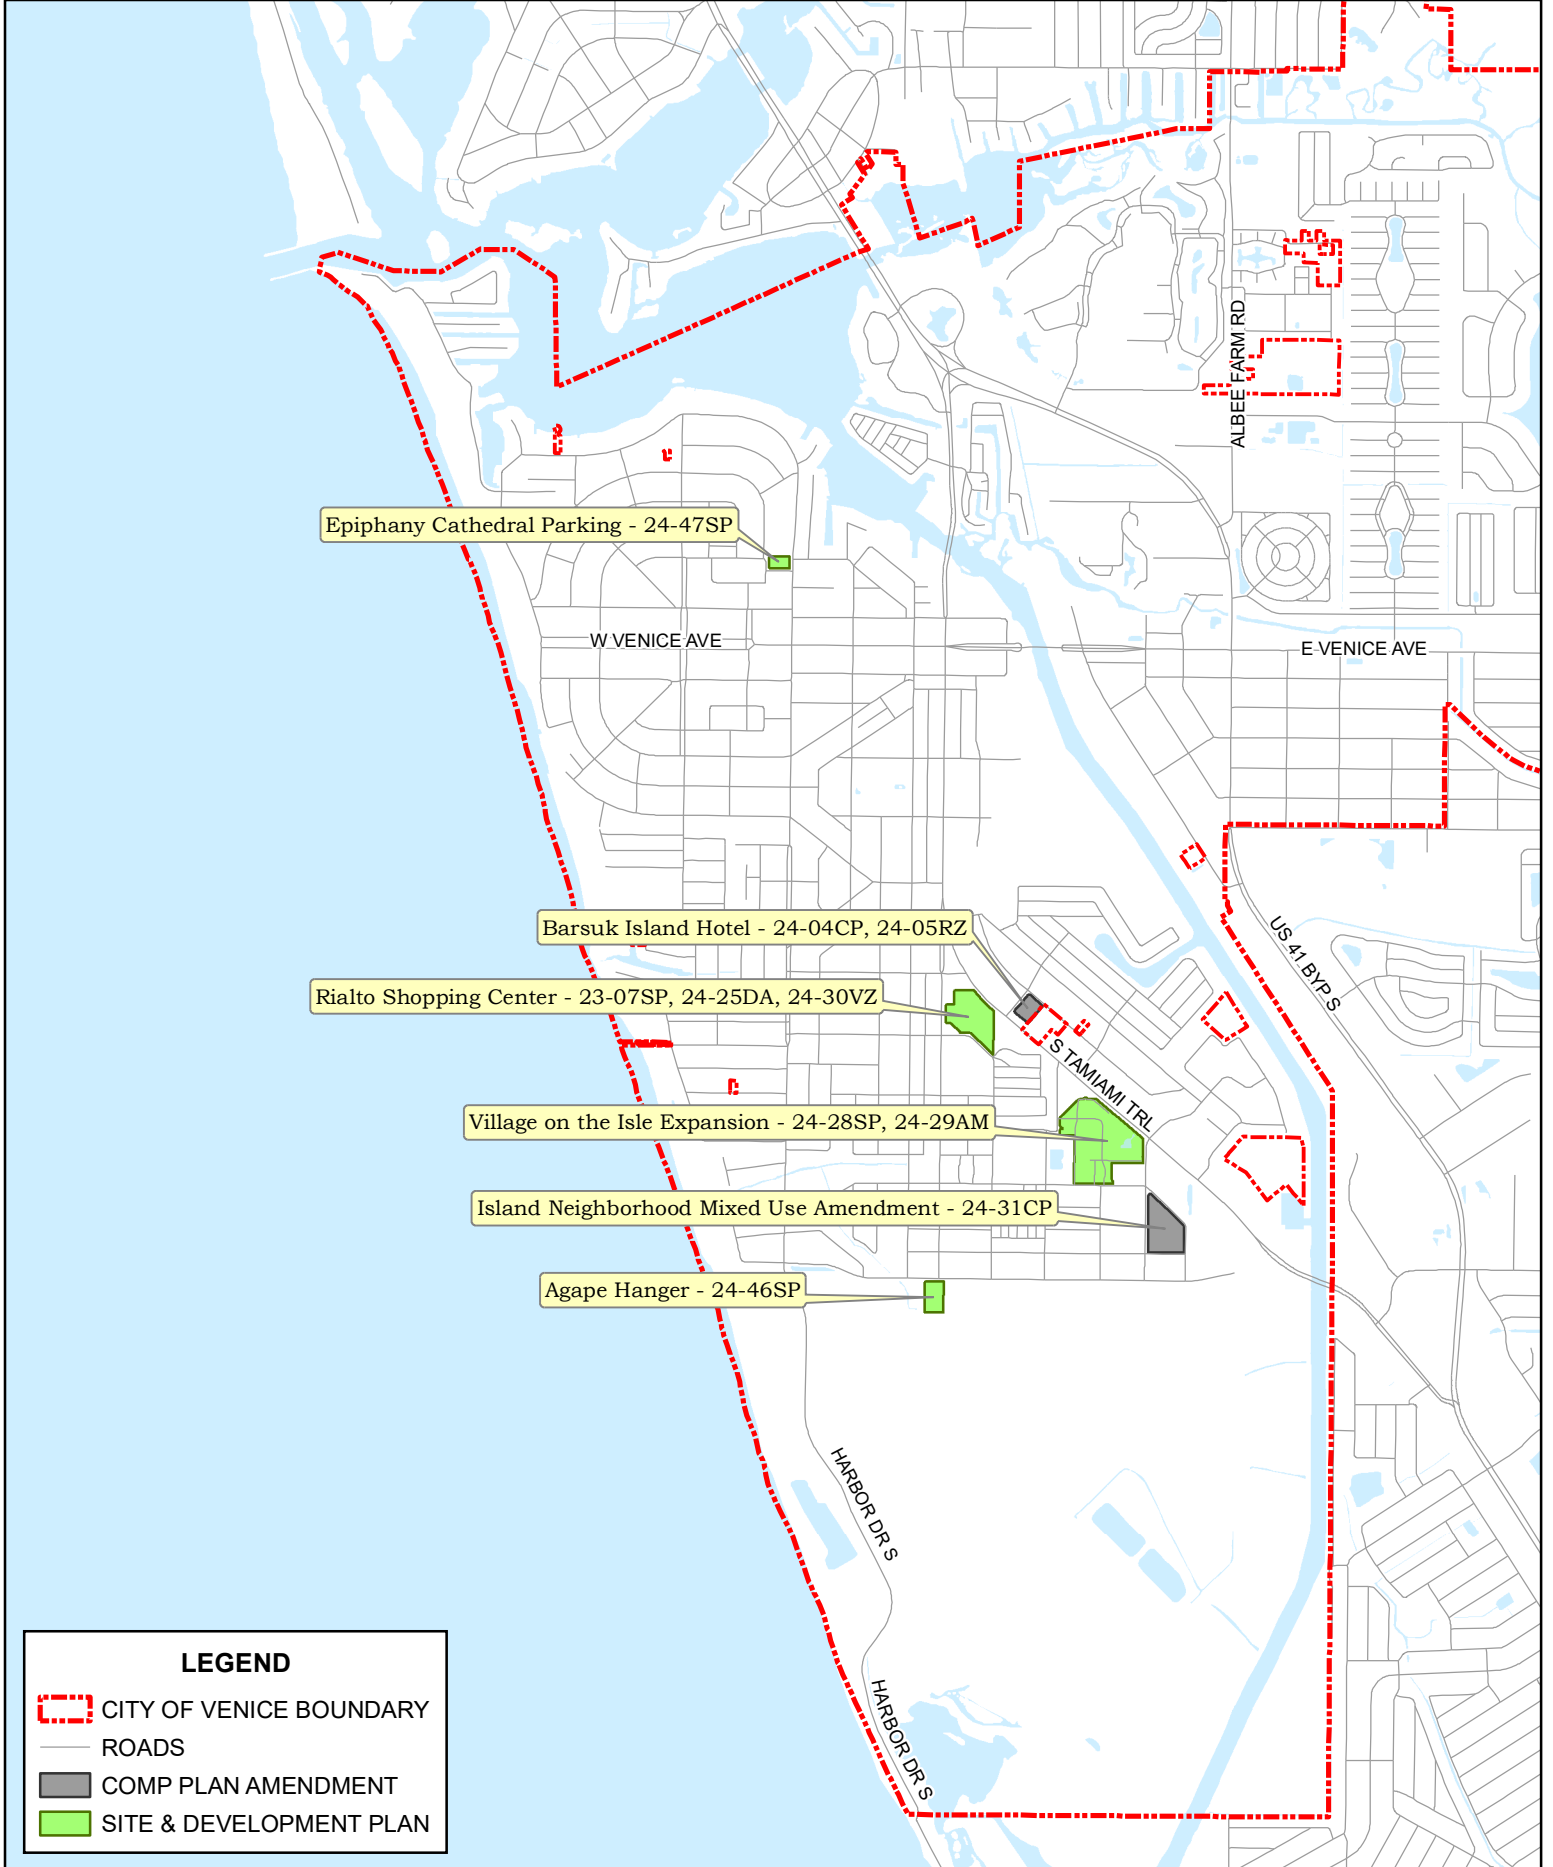 ALBEE FARM RD
Epiphany Cathedral Parking - 24-47SP
W VENICE AVE
E VENICE AVE
Barsuk Island Hotel - 24-04CP, 24-05RZ
US 41 BYP S
Rialto Shopping Center - 23-07SP, 24-25DA, 24-30VZ
S TAMIAMI TRL
Village on the Isle Expansion - 24-28SP, 24-29AM
Island Neighborhood Mixed Use Amendment - 24-31CP
Agape Hanger - 24-46SP
HARBOR DR S
HARBOR DR S
LEGEND
CITY OF VENICE BOUNDARY
ROADS
COMP PLAN AMENDMENT
SITE & DEVELOPMENT PLAN